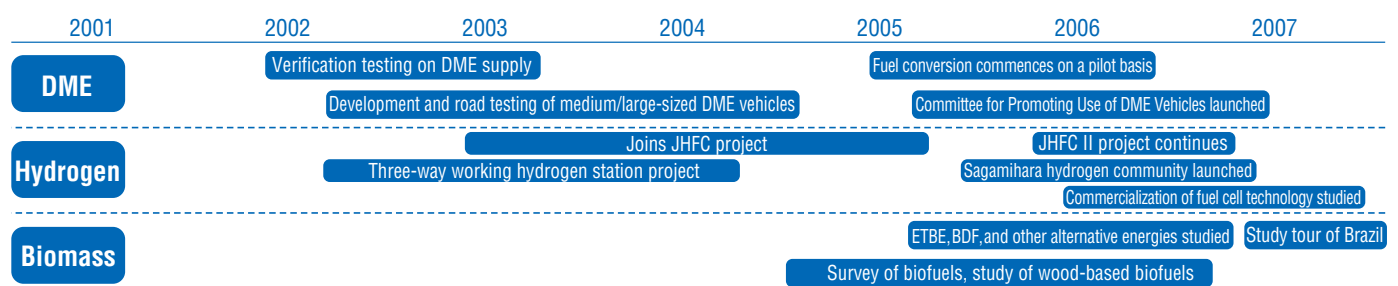 2001 2002 2003 2004 2005 2006 2007
DME
Verification testing on DME supply
Fuel conversion commences on a pilot basis
Development and road testing of medium/large-sized DME vehicles
Committee for Promoting Use of DME Vehicles launched
Hydrogen
Joins JHFC project
JHFC II project continues
Three-way working hydrogen station project
Sagamihara hydrogen community launched
Commercialization of fuel cell technology studied
Biomass
ETBE, BDF, and other alternative energies studied
Study tour of Brazil
Survey of biofuels, study of wood-based biofuels